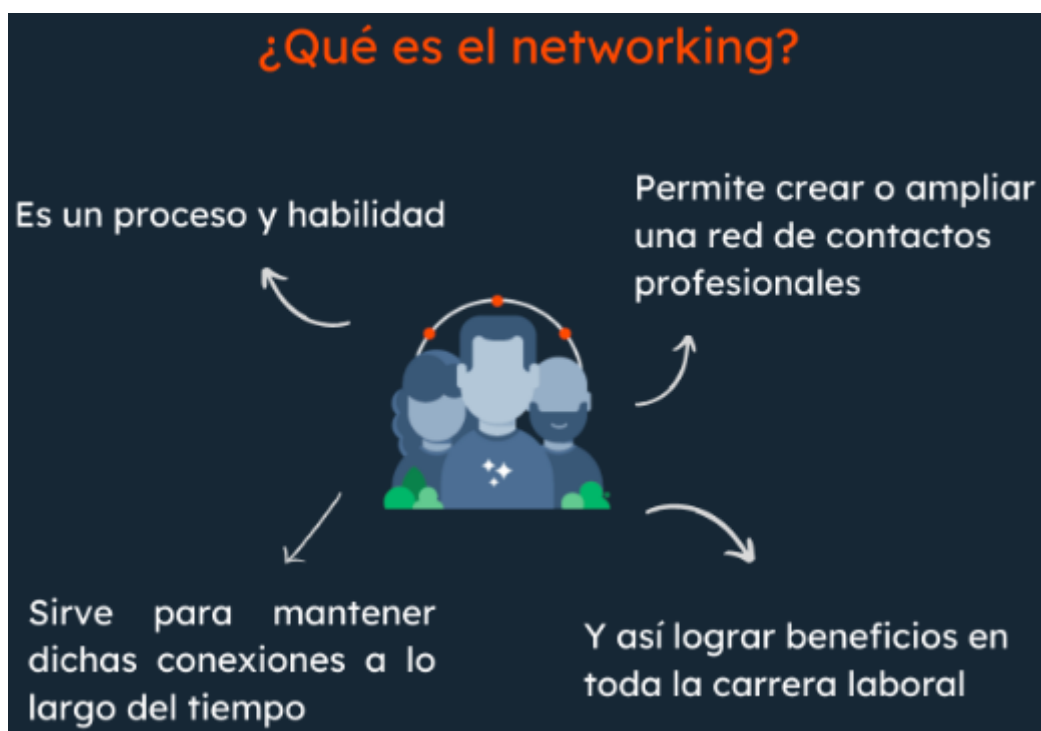 ¿Qué es el networking?
Es un proceso y habilidad
Permite crear o ampliar
una red de contactos
profesionales
Sirve para mantener
dichas conexiones a lo
largo del tiempo
Y así lograr beneficios en
toda la carrera laboral